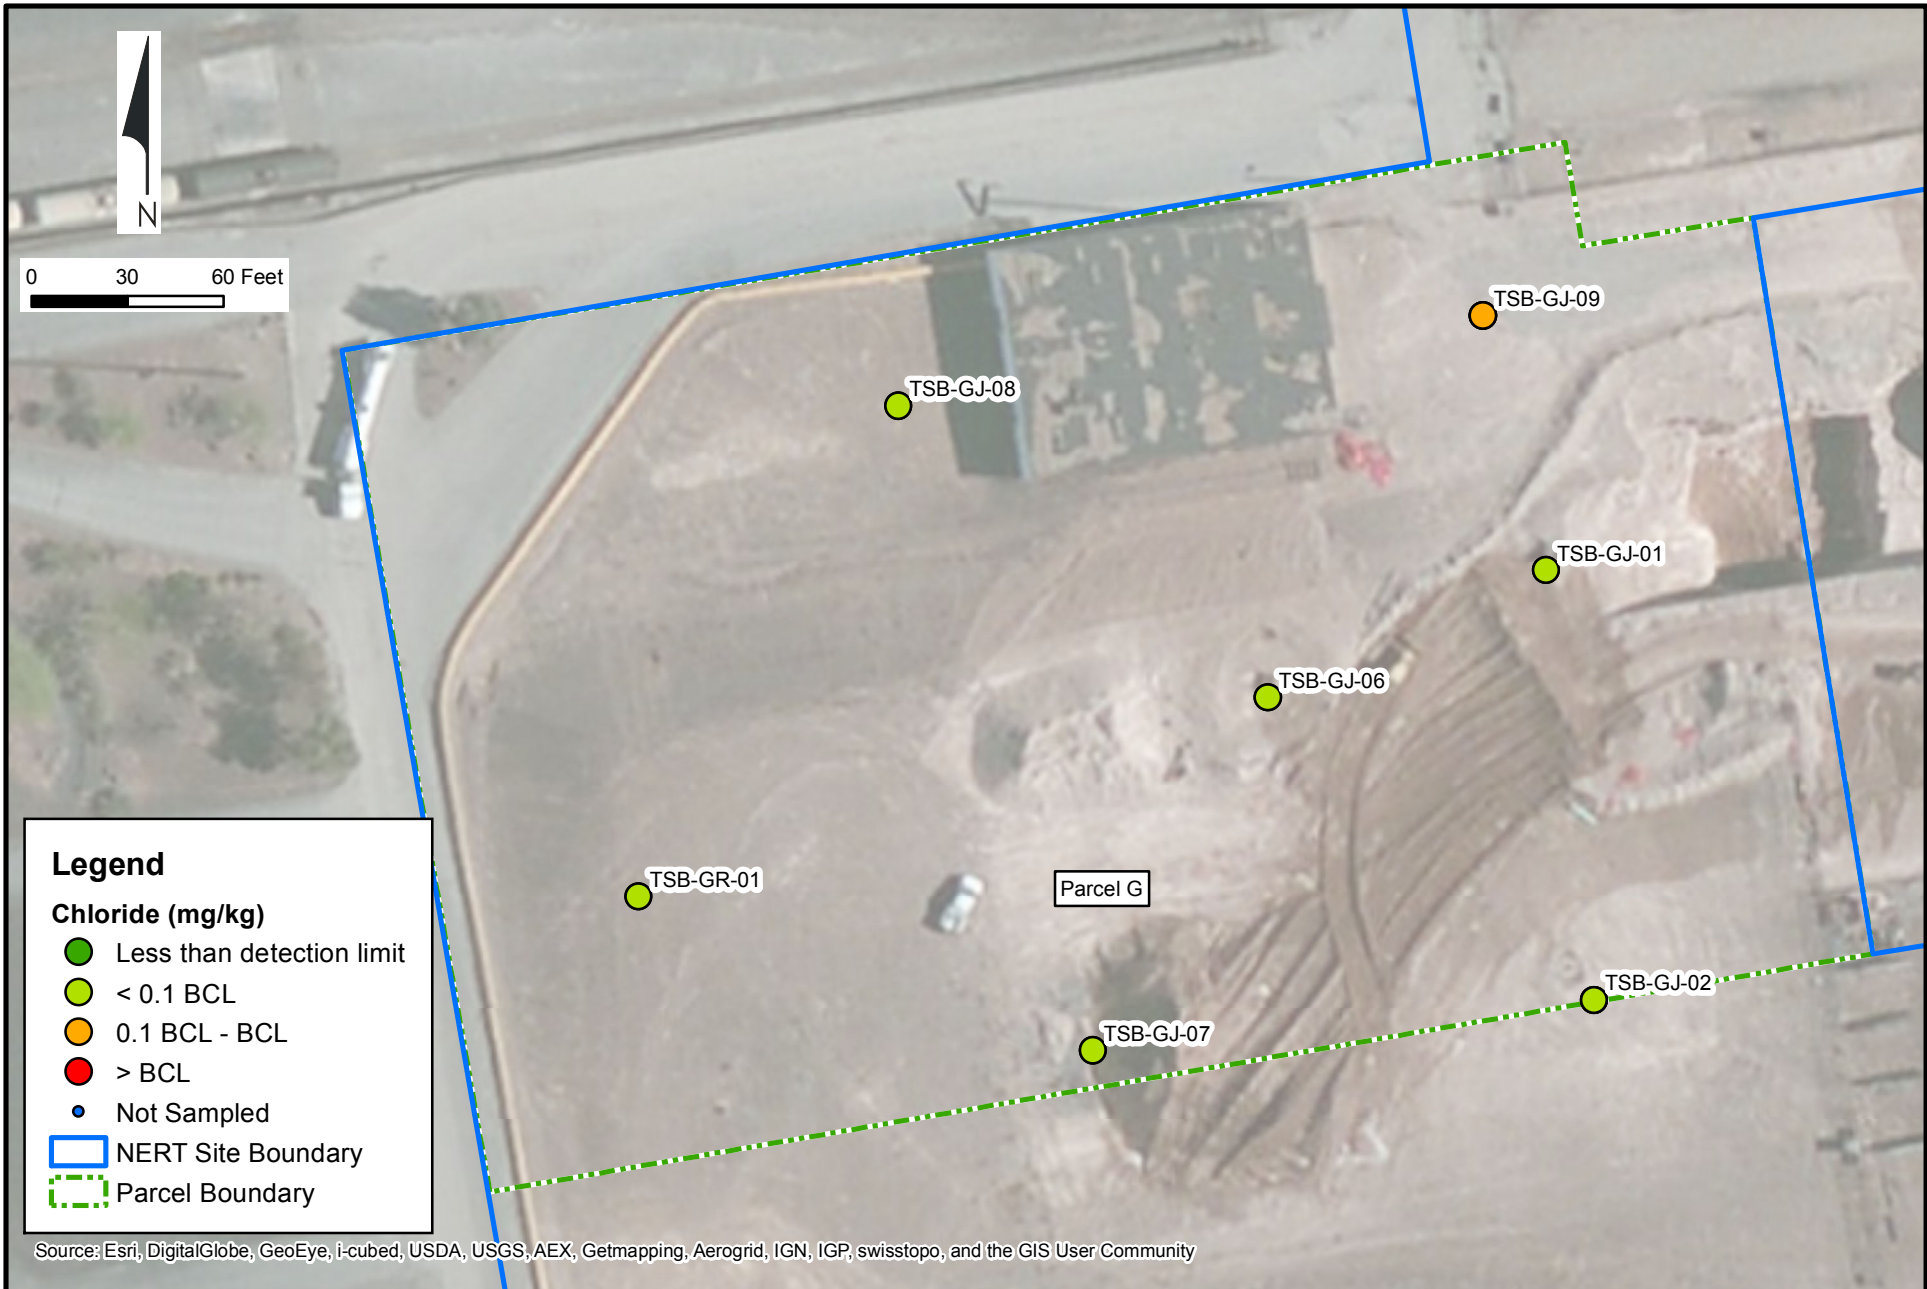 N
0 30 60 Feet
TSB-GJ-09
TSB-GJ-08
TSB-GJ-01
TSB-GJ-06
TSB-GR-01
Parcel G
TSB-GJ-02
TSB-GJ-07
Legend
Chloride (mg/kg)
Less than detection limit
< 0.1 BCL
0.1 BCL - BCL
> BCL
Not Sampled
NERT Site Boundary
Parcel Boundary
Source: Esri, DigitalGlobe, GeoEye, i-cubed, USDA, USGS, AEX, Getmapping, Aerogrid, IGN, IGP, swisstopo, and the GIS User Community